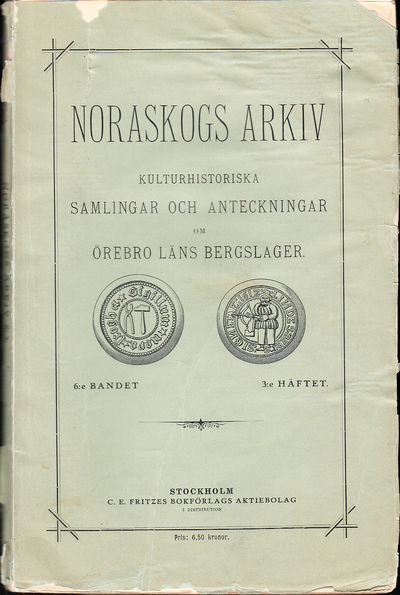 NORASKOGS ARKIV
KULTURHISTORISKA
SAMLINGAR OCH ANTECKNINGAR
OM
ÖREBRO LÄNS BERGSLAGER.
6:e BANDET
3:e HÄFTET.
STOCKHOLM
C. E. FRITZES BOKFÖRLAGS AKTIEBOLAG
I DISTRIBUTION
Pris: 6,50 kronor.